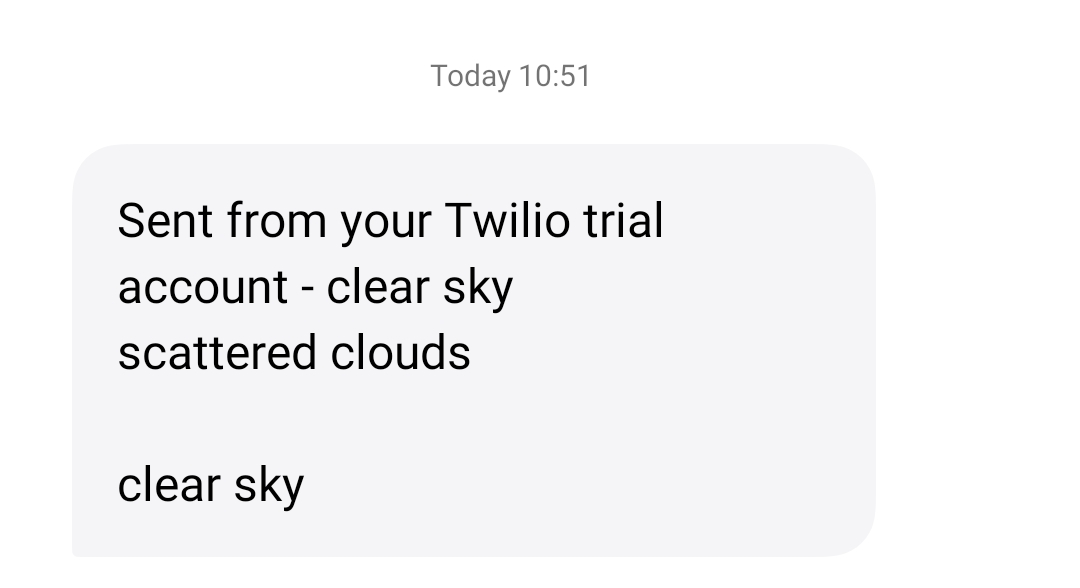 Today 10:51
Sent from your Twilio trial
account - clear sky
scattered clouds
clear sky